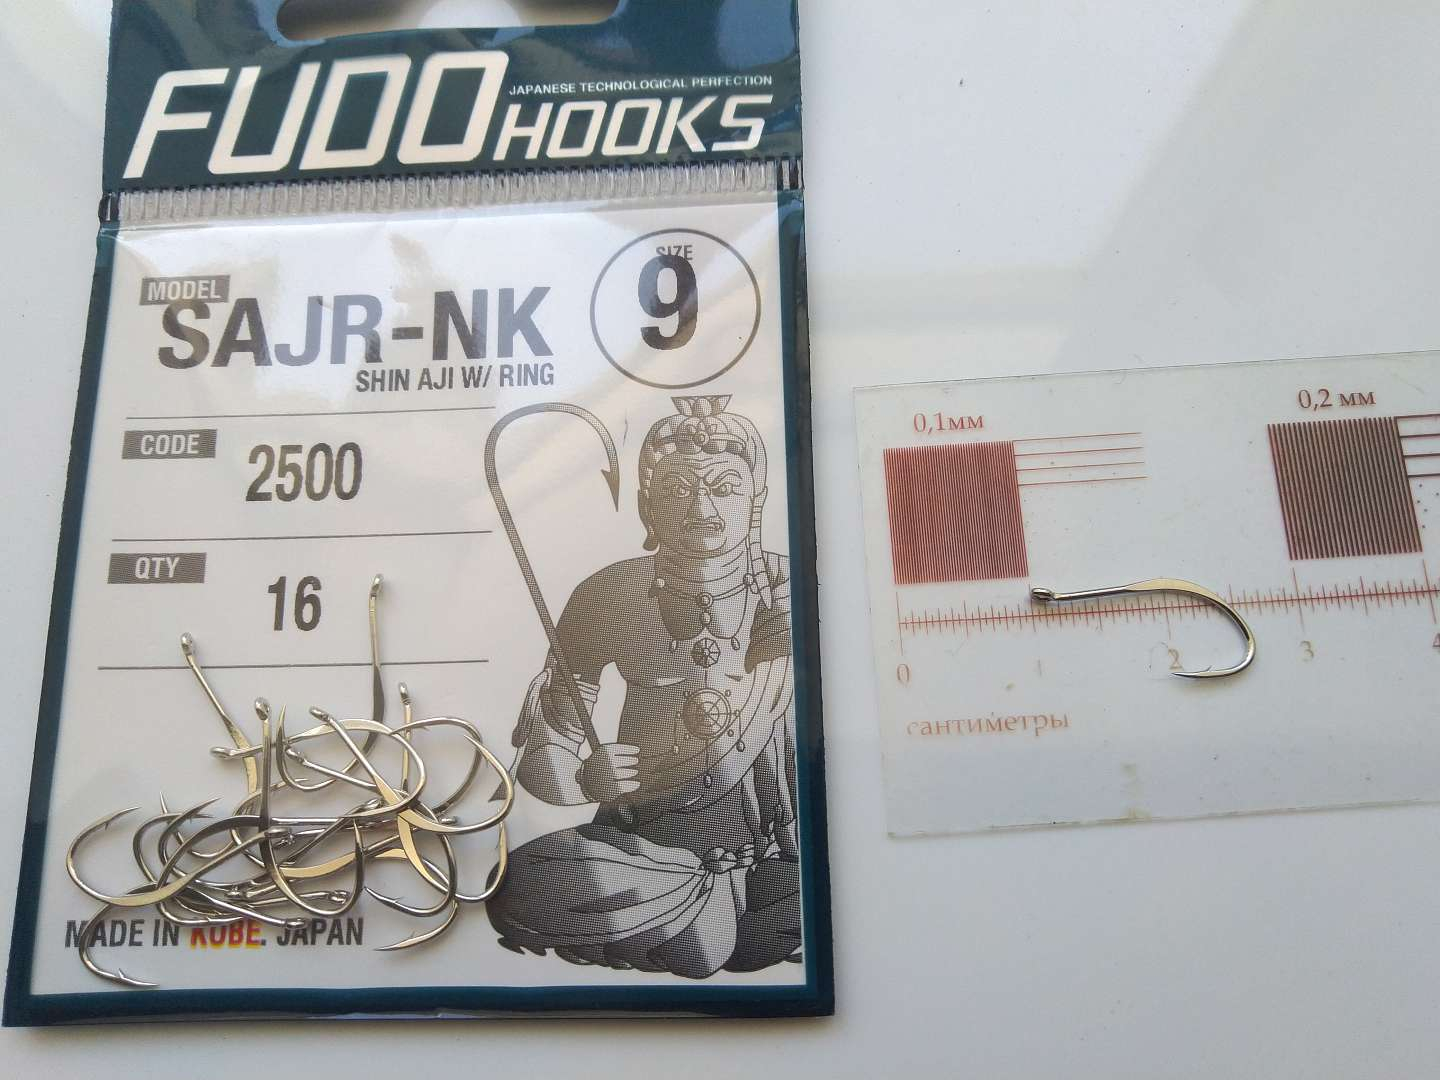 FUDO
JAPANESE TECHNOLOGICAL PERFECTION
HOOKS
MODEL
SAJR-NK
SHIN AJI W/ RING
SIZE
9
CODE
2500
QTY
16
MADE IN KOBE. JAPAN
0,1мм
0,2 мм
0 1 2 3 4
сантиметры